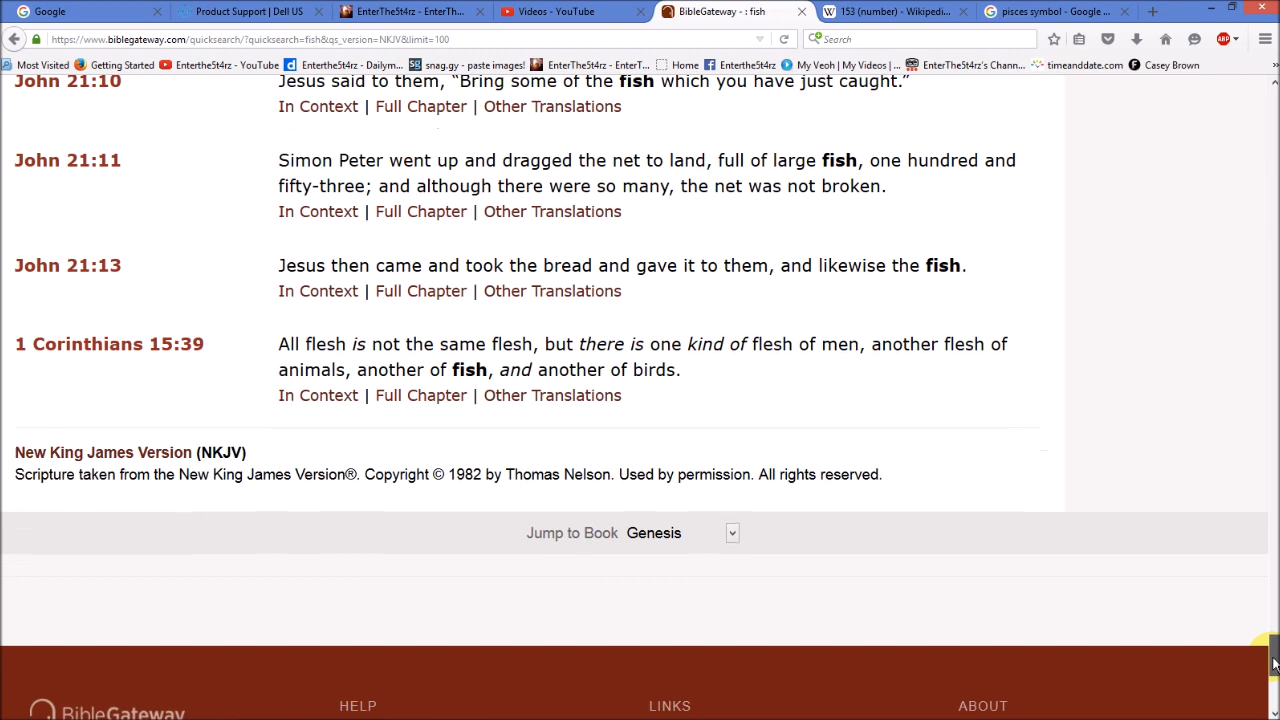 Google
Product Support | Dell US
EnterThe5t4rz - EnterTh...
Videos - YouTube
BibleGateway - : fish
153 (number) - Wikipedi...
pisces symbol - Google ...
https://www.biblegateway.com/quicksearch/?quicksearch=fish&qs_version=NKJV&limit=100
Search
ABP
Most Visited
Getting Started
Enterthe5t4rz - YouTube
Enterthe5t4rz - Dailym...
snag.gy - paste images!
EnterThe5t4rz - EnterT...
Home
Enterthe5t4rz
My Veoh | My Videos | ...
EnterThe5t4rz's Chann...
timeanddate.com
Casey Brown
John 21:10 Jesus said to them, “Bring some of the fish which you have just caught.”
In Context | Full Chapter | Other Translations
John 21:11 Simon Peter went up and dragged the net to land, full of large fish, one hundred and
fifty-three; and although there were so many, the net was not broken.
In Context | Full Chapter | Other Translations
John 21:13 Jesus then came and took the bread and gave it to them, and likewise the fish.
In Context | Full Chapter | Other Translations
1 Corinthians 15:39 All flesh is not the same flesh, but there is one kind of flesh of men, another flesh of
animals, another of fish, and another of birds.
In Context | Full Chapter | Other Translations
New King James Version (NKJV)
Scripture taken from the New King James Version®. Copyright © 1982 by Thomas Nelson. Used by permission. All rights reserved.
Jump to Book Genesis
BibleGateway HELP LINKS ABOUT